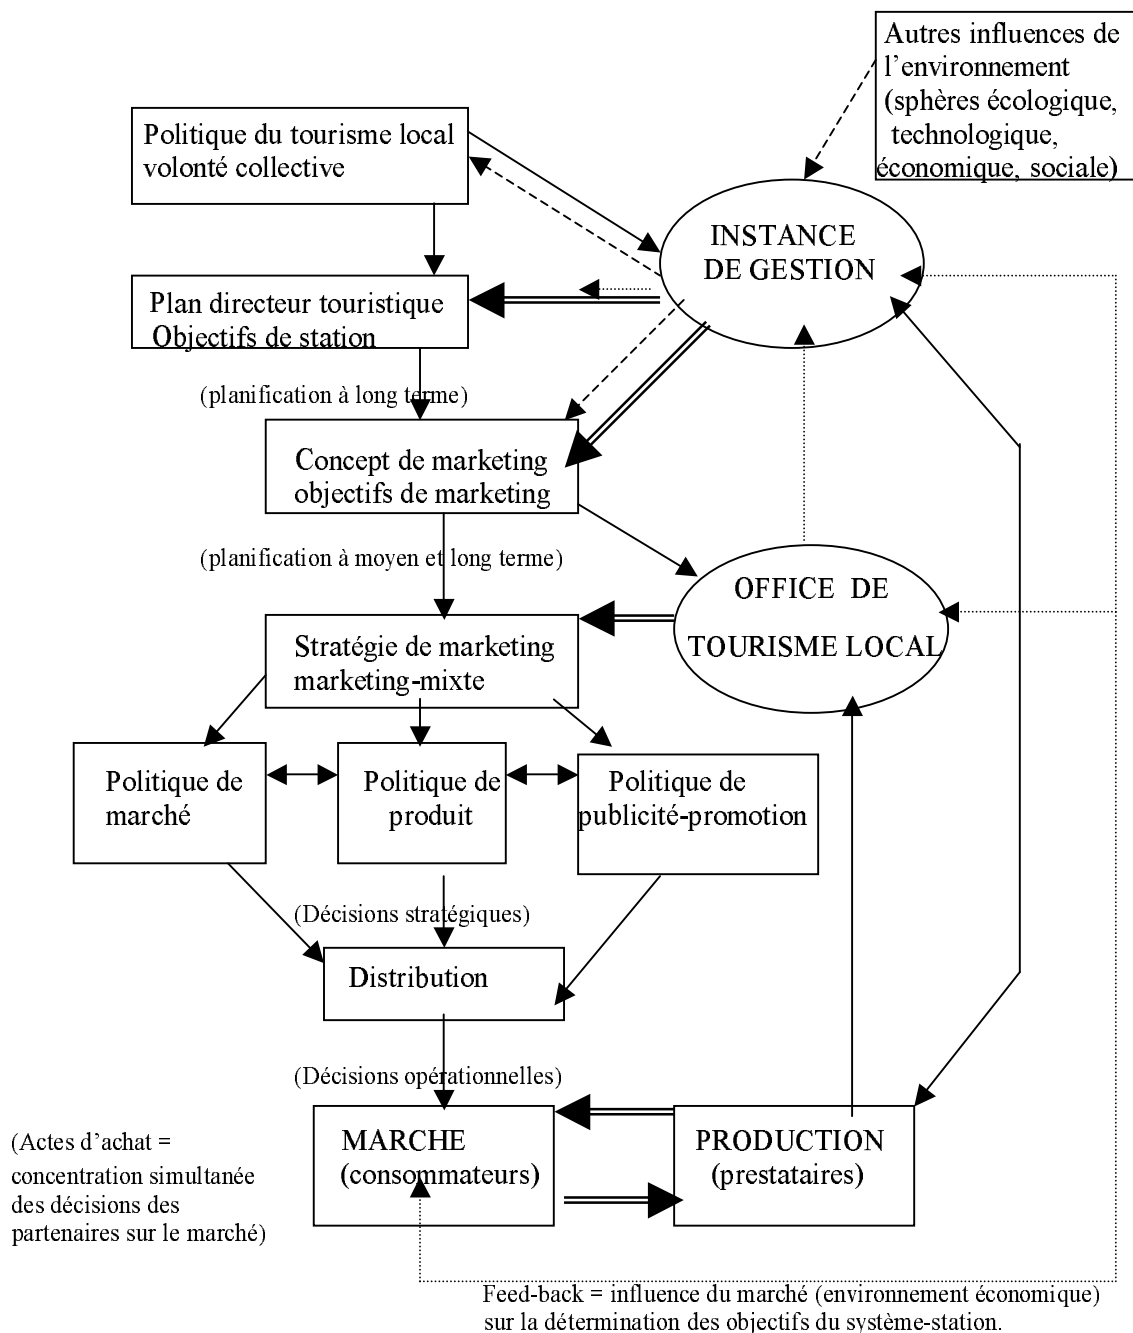 Autres influences de
l'environnement
(sphères écologique,
technologique,
économique, sociale)
Politique du tourisme local
volonté collective
INSTANCE
DE GESTION
Plan directeur touristique
Objectifs de station
(planification à long terme)
Concept de marketing
objectifs de marketing
(planification à moyen et long terme)
OFFICE DE
TOURISME LOCAL
Stratégie de marketing
marketing-mixte
Politique de
marché
Politique de
produit
Politique de
publicité-promotion
(Décisions stratégiques)
Distribution
(Décisions opérationnelles)
(Actes d'achat =
concentration simultanée
des décisions des
partenaires sur le marché)
MARCHE
(consommateurs)
PRODUCTION
(prestataires)
Feed-back = influence du marché (environnement économique)
sur la détermination des objectifs du système-station.